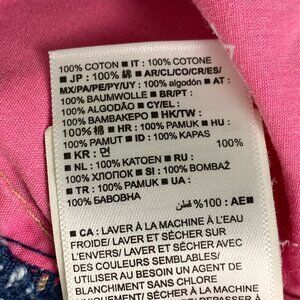 100% COTON ■ IT : 100% COTONE
■ JP : 100% 綿 ■ AR/CL/CO/CR/ES/
MX/PA/PE/PY/UY : 100% algodón ■ AT :
100% BAUMWOLLE ■ BR/PT :
100% ALGODÃO ■ CY/EL :
100% ΒΑΜΒΑΚΕΡΟ ■ HK/TW :
100% 棉 ■ HR : 100% PAMUK ■ HU :
100% PAMUT ■ ID : 100% KAPAS
■ KR : 면 100%
■ NL : 100% KATOEN ■ RU :
100% ХЛОПОК ■ SI : 100% BOMBAŽ
■ TR : 100% PAMUK ■ UA :
100% БАВОВНА
■ AE : 100% قطن
■ CA : LAVER À LA MACHINE À L'EAU
FROIDE/ LAVER ET SÉCHER SUR
ENVERS/ LAVER ET SÉCHER AVEC
DES COULEURS SEMBLABLES/
UTILISER AU BESOIN UN AGENT DE
BLANCHIMENT SANS CHLORE
SÉCHAGE PAR